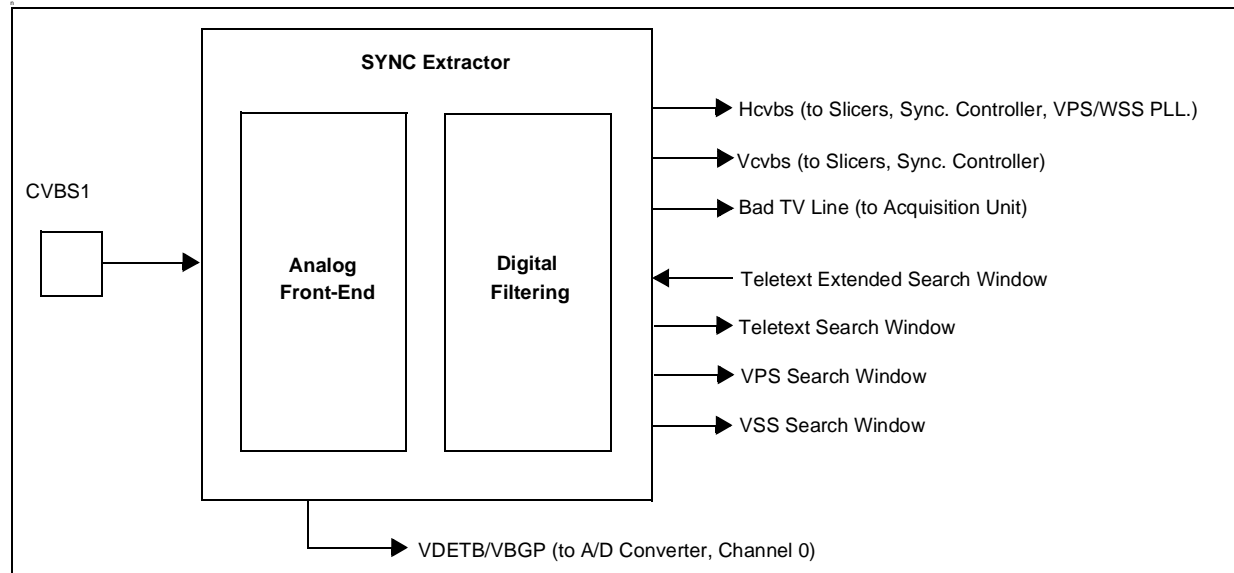 SYNC Extractor
Hcvbs (to Slicers, Sync. Controller, VPS/WSS PLL.)
Vcvbs (to Slicers, Sync. Controller)
CVBS1
Bad TV Line (to Acquisition Unit)
Analog
Front-End
Digital
Filtering
Teletext Extended Search Window
Teletext Search Window
VPS Search Window
VSS Search Window
VDETB/VBGP (to A/D Converter, Channel 0)